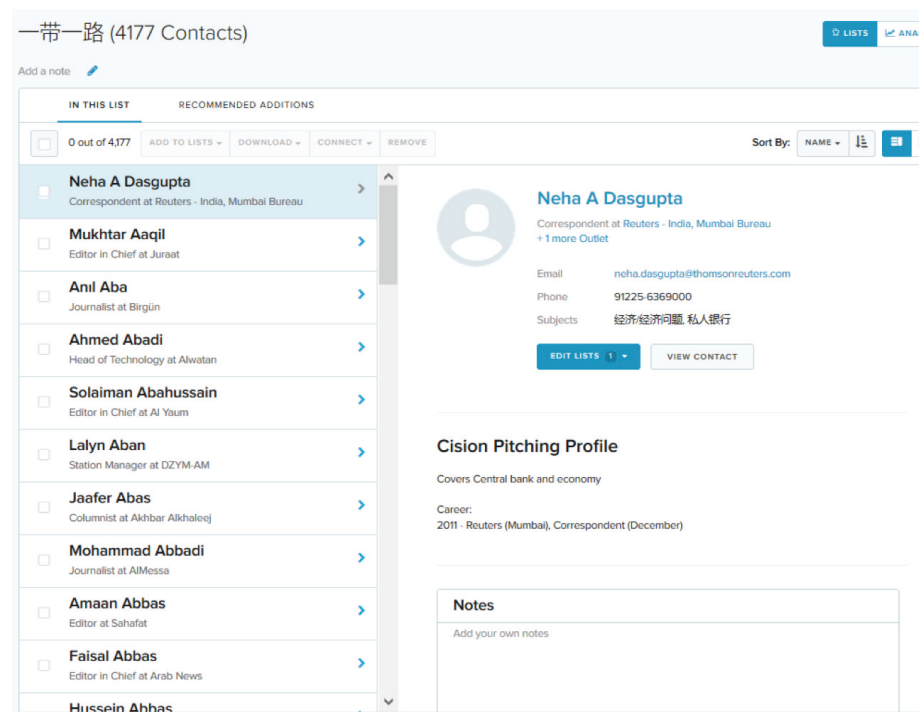 一带一路 (4177 Contacts)
LISTS
Add a note
IN THIS LIST RECOMMENDED ADDITIONS
0 out of 4,177 ADD TO LISTS DOWNLOAD CONNECT REMOVE Sort By: NAME
Neha A Dasgupta
Correspondent at Reuters - India, Mumbai Bureau
Mukhtar Aaqil
Editor in Chief at Juraat
Anıl Aba
Journalist at Birgün
Ahmed Abadi
Head of Technology at Alwatan
Solaiman Abahussain
Editor in Chief at Al Yaum
Lalyn Aban
Station Manager at DZYM-AM
Jaafer Abas
Columnist at Akhbar Alkhaleej
Mohammad Abbadi
Journalist at AlMessa
Amaan Abbas
Editor at Sahafat
Faisal Abbas
Editor in Chief at Arab News
Hussein Abbas
Neha A Dasgupta
Correspondent at Reuters - India, Mumbai Bureau
+ 1 more Outlet
Email neha.dasgupta@thomsonreuters.com
Phone 91225-6369000
Subjects 经济/经济问题, 私人银行
EDIT LISTS 1 VIEW CONTACT
Cision Pitching Profile
Covers Central bank and economy
Career:
2011 - Reuters (Mumbai), Correspondent (December)
Notes
Add your own notes